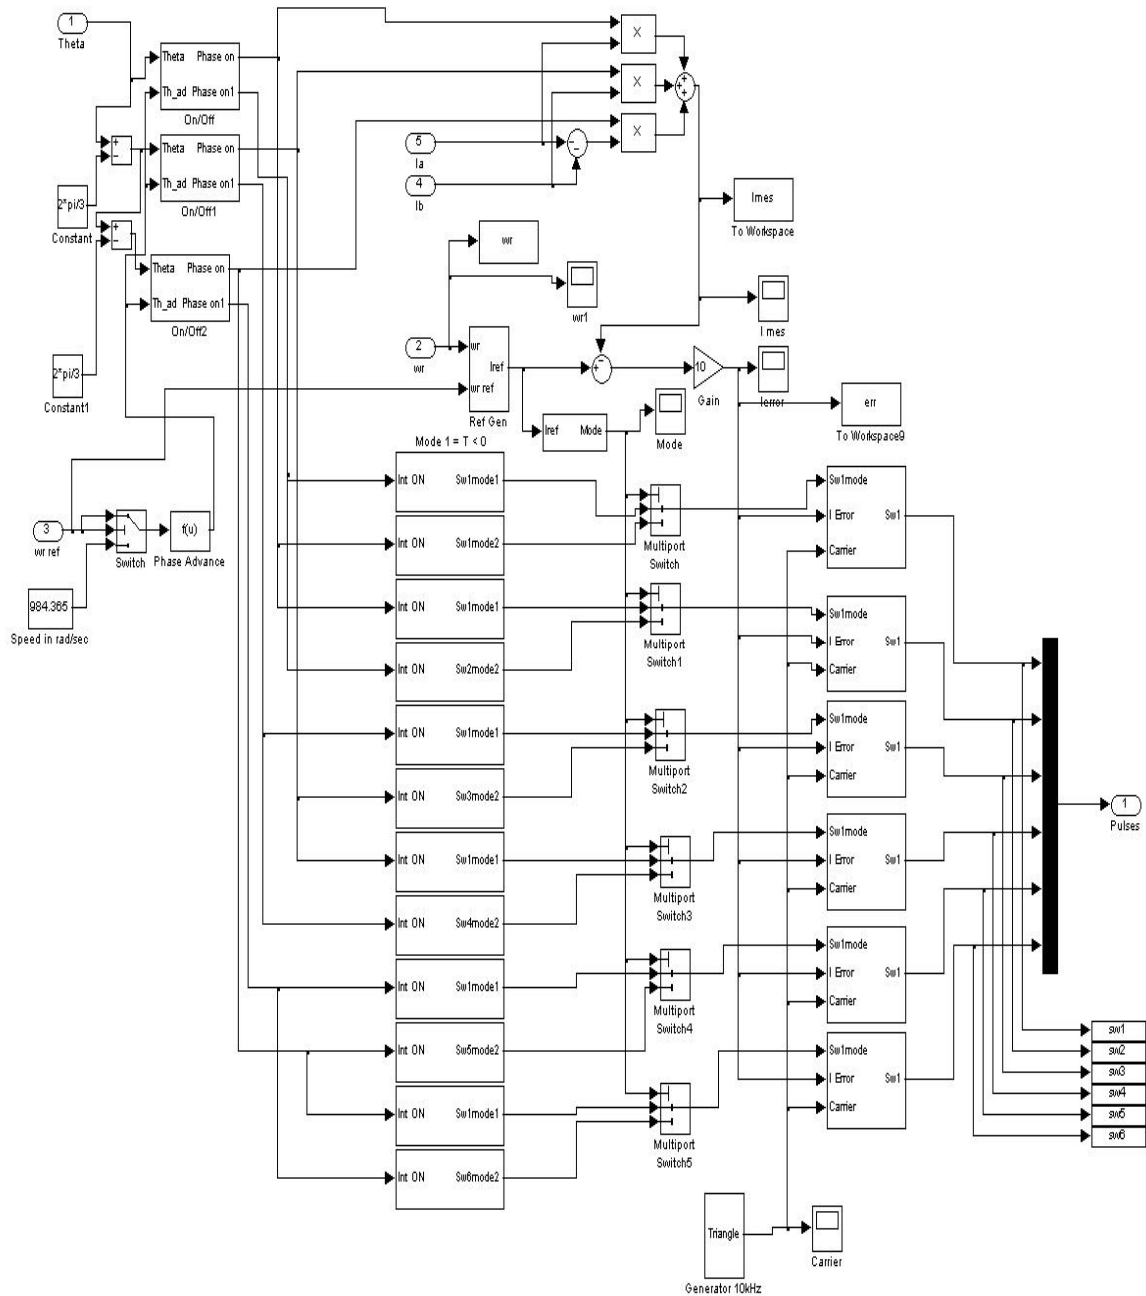 1
Theta
Theta Phase on
Th_ad Phase on1
On/Off
Theta Phase on
Th_ad Phase on1
On/Off1
2*pi/3
Constant
Theta Phase on
Th_ad Phase on1
On/Off2
2*pi/3
Constant1
X
X
X
5
Ia
4
Ib
Imes
To Workspace
wr
wr1
I mes
2
wr
wr Iref
wr ref
Ref Gen
10
Gain
Ierror
err
To Workspace9
Iref Mode
Mode
Mode 1 = T < 0
3
wr ref
Switch
f(u)
Phase Advance
984.365
Speed in rad/sec
Int ON Sw1mode1
Int ON Sw1mode2
Int ON Sw1mode1
Int ON Sw2mode2
Int ON Sw1mode1
Int ON Sw3mode2
Int ON Sw1mode1
Int ON Sw4mode2
Int ON Sw1mode1
Int ON Sw5mode2
Int ON Sw1mode1
Int ON Sw6mode2
Multiport
Switch
Multiport
Switch1
Multiport
Switch2
Multiport
Switch3
Multiport
Switch4
Multiport
Switch5
Sw1mode
I Error Sw1
Carrier
Sw1mode
I Error Sw1
Carrier
Sw1mode
I Error Sw1
Carrier
Sw1mode
I Error Sw1
Carrier
Sw1mode
I Error Sw1
Carrier
Sw1mode
I Error Sw1
Carrier
1
Pulses
sw1
sw2
sw3
sw4
sw5
sw6
Triangle
Generator 10kHz
Carrier